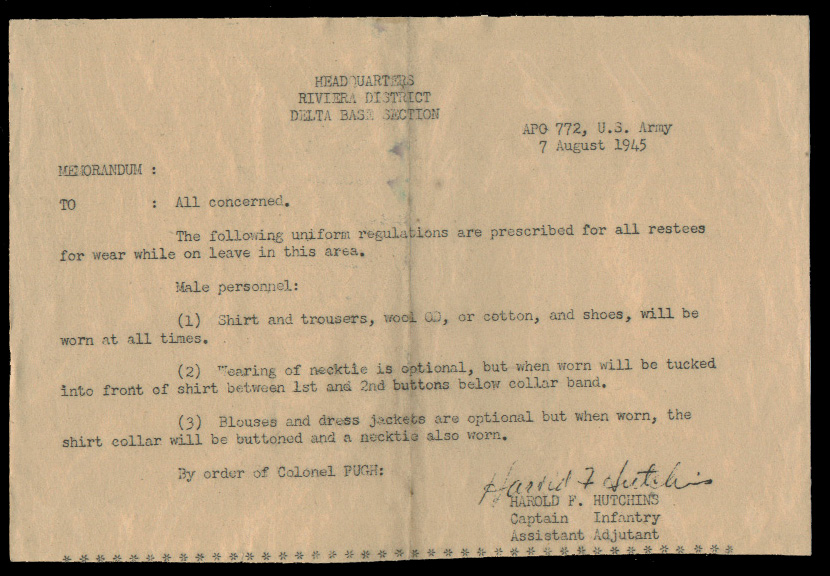 HEADQUARTERS
RIVIERA DISTRICT
DELTA BASE SECTION
APO 772, U.S. Army
7 August 1945
MEMORANDUM :
TO : All concerned.
The following uniform regulations are prescribed for all restees
for wear while on leave in this area.
Male personnel:
(1) Shirt and trousers, wool OD, or cotton, and shoes, will be
worn at all times.
(2) Wearing of necktie is optional, but when worn will be tucked
into front of shirt between 1st and 2nd buttons below collar band.
(3) Blouses and dress jackets are optional but when worn, the
shirt collar will be buttoned and a necktie also worn.
By order of Colonel PUGH:
Harold F Hutchins
HAROLD F. HUTCHINS
Captain Infantry
Assistant Adjutant
* * * * * * * * * * * * * * * * * * * * * * * * * * * * * * * * * * * * * * * * * * *